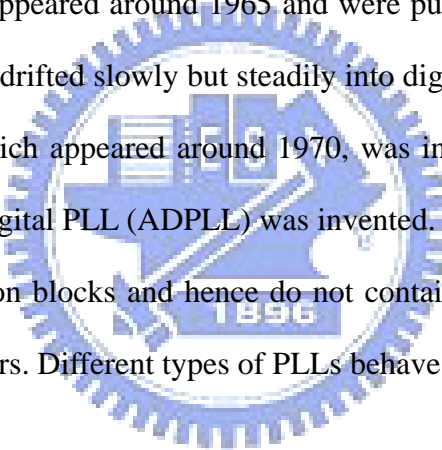 appeared around 1965 and were pu
drifted slowly but steadily into dig
ich appeared around 1970, was in
gital PLL (ADPLL) was invented.
on blocks and hence do not contai
1896
rs. Different types of PLLs behave